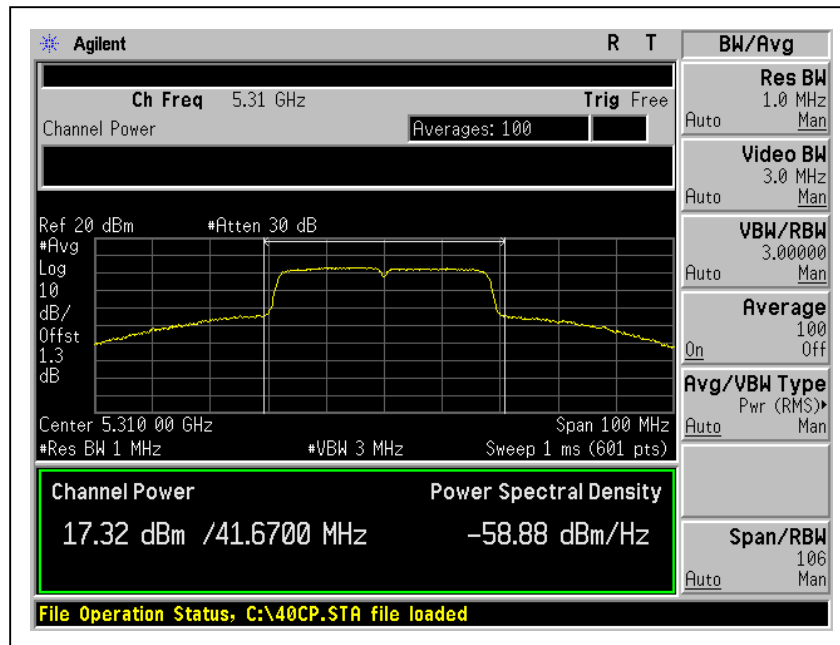 Agilent R T
Ch Freq 5.31 GHz Trig Free
Channel Power Averages: 100
Ref 20 dBm #Atten 30 dB
#Avg
Log
10
dB/
Offst
1.3
dB
Center 5.310 00 GHz Span 100 MHz
#Res BW 1 MHz #VBW 3 MHz Sweep 1 ms (601 pts)
Channel Power Power Spectral Density
17.32 dBm /41.6700 MHz -58.88 dBm/Hz
File Operation Status, C:\40CP.STA file loaded
BW/Avg
Res BW
1.0 MHz
Auto Man
Video BW
3.0 MHz
Auto Man
VBW/RBW
3.00000
Auto Man
Average
100
On Off
Avg/VBW Type
Pwr (RMS)▸
Auto Man
Span/RBW
106
Auto Man